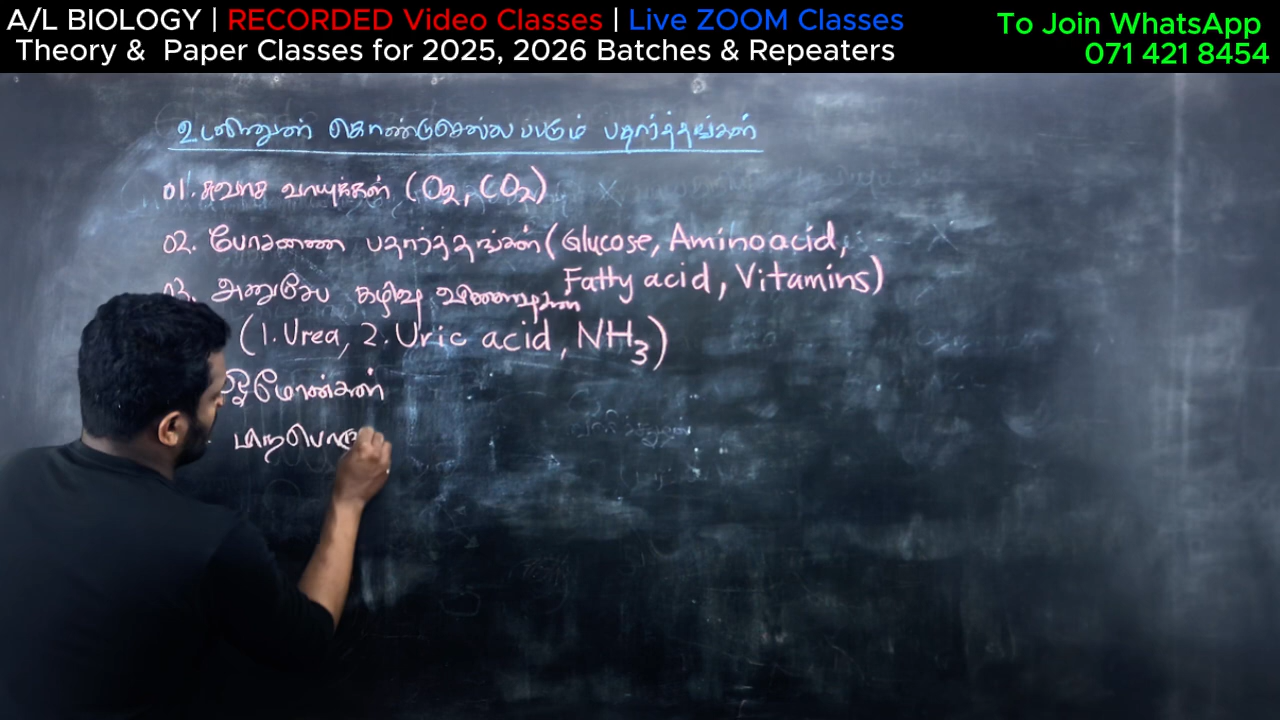 A/L BIOLOGY | RECORDED Video Classes | Live ZOOM Classes
Theory & Paper Classes for 2025, 2026 Batches & Repeaters
To Join WhatsApp
071 421 8454
உடலினுள் கொண்டுசெல்லப்படும் பதார்த்தங்கள்
01. சுவாச வாயுக்கள் (O2, CO2)
02. போசணை பதார்த்தங்கள் (Glucose, Aminoacid,
Fatty acid, Vitamins)
03. அனுசேப கழிவு விளைவுகள்
(1. Urea, 2. Uric acid, NH3)
ஓமோன்கள்
பிறபொரு